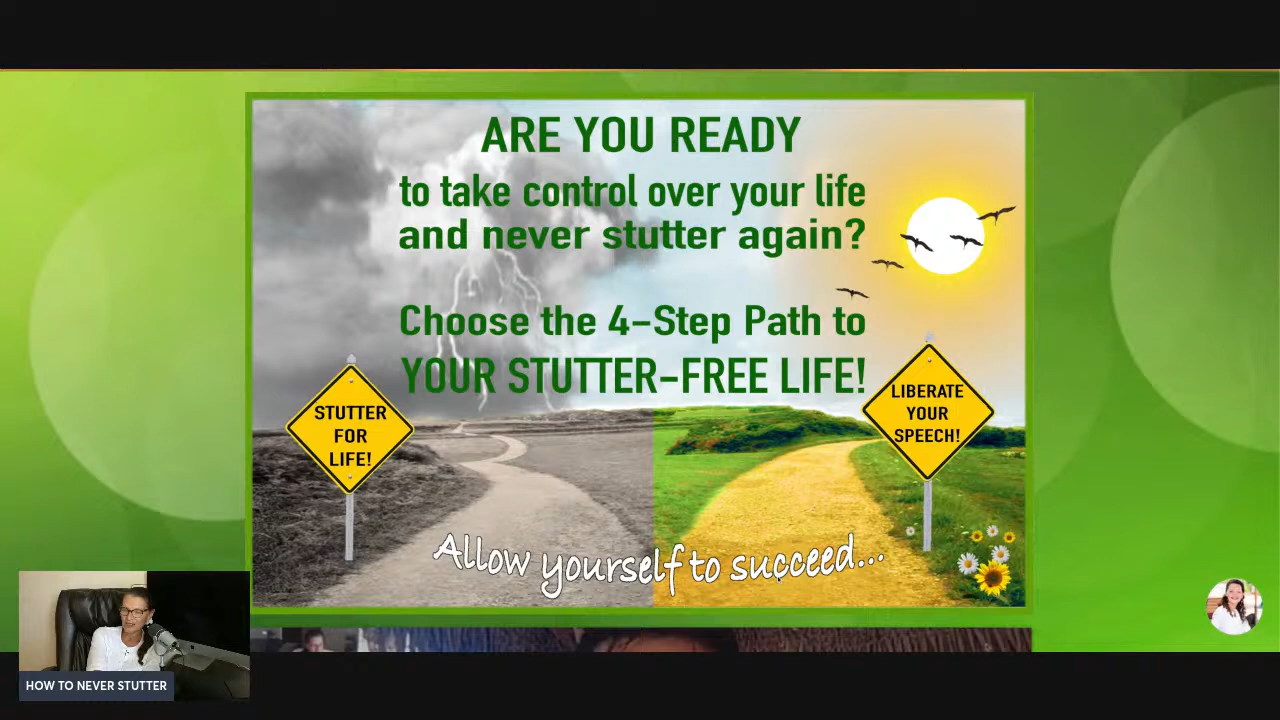 ARE YOU READY
to take control over your life
and never stutter again?
Choose the 4-Step Path to
YOUR STUTTER-FREE LIFE!
STUTTER
FOR
LIFE!
LIBERATE
YOUR
SPEECH!
Allow yourself to succeed...
HOW TO NEVER STUTTER